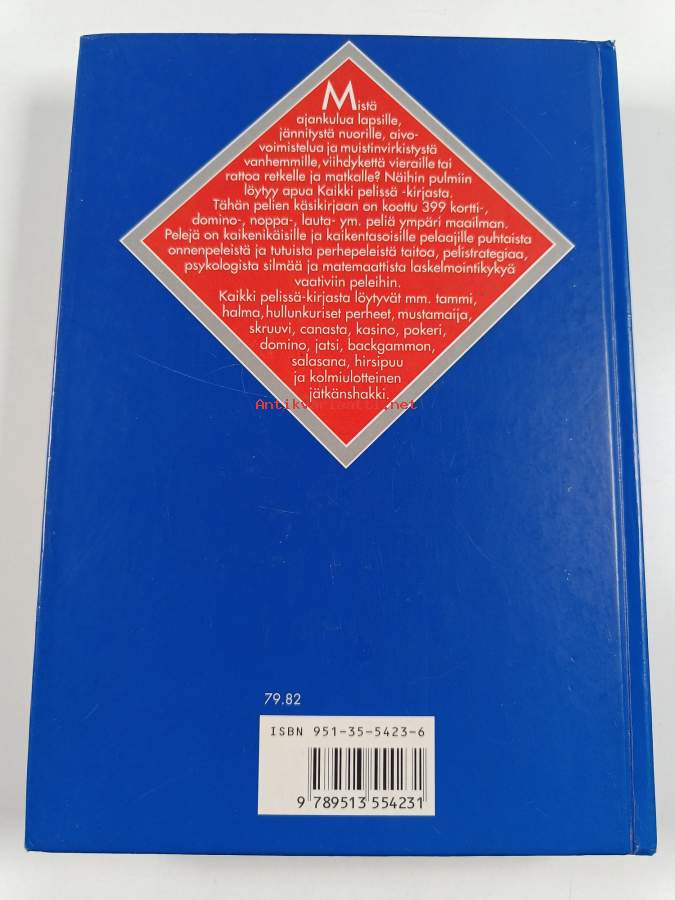 Mistä
ajankulua lapsille,
jännitystä nuorille, aivo-
voimistelua ja muistinvirkistystä
vanhemmille, viihdykettä vieraille tai
rattoa retkelle ja matkalle? Näihin pulmiin
löytyy apua Kaikki pelissä -kirjasta.
Tähän pelien käsikirjaan on koottu 399 kortti-,
domino-, noppa-, lauta- ym. peliä ympäri maailman.
Pelejä on kaikenikäisille ja kaikentasoisille pelaajille puhtaista
onnenpeleistä ja tutuista perhepeleistä taitoa, pelistrategiaa,
psykologista silmää ja matemaattista laskelmointikykyä
vaativiin peleihin.
Kaikki pelissä-kirjasta löytyvät mm. tammi,
halma, hullunkuriset perheet, mustamaija,
skruuvi, canasta, kasino, pokeri,
domino, jatsi, backgammon,
salasana, hirsipuu
ja kolmiulotteinen
jätkänshakki.
Antikvariaatti.net
79.82
ISBN 951-35-5423-6
9 789513 554231